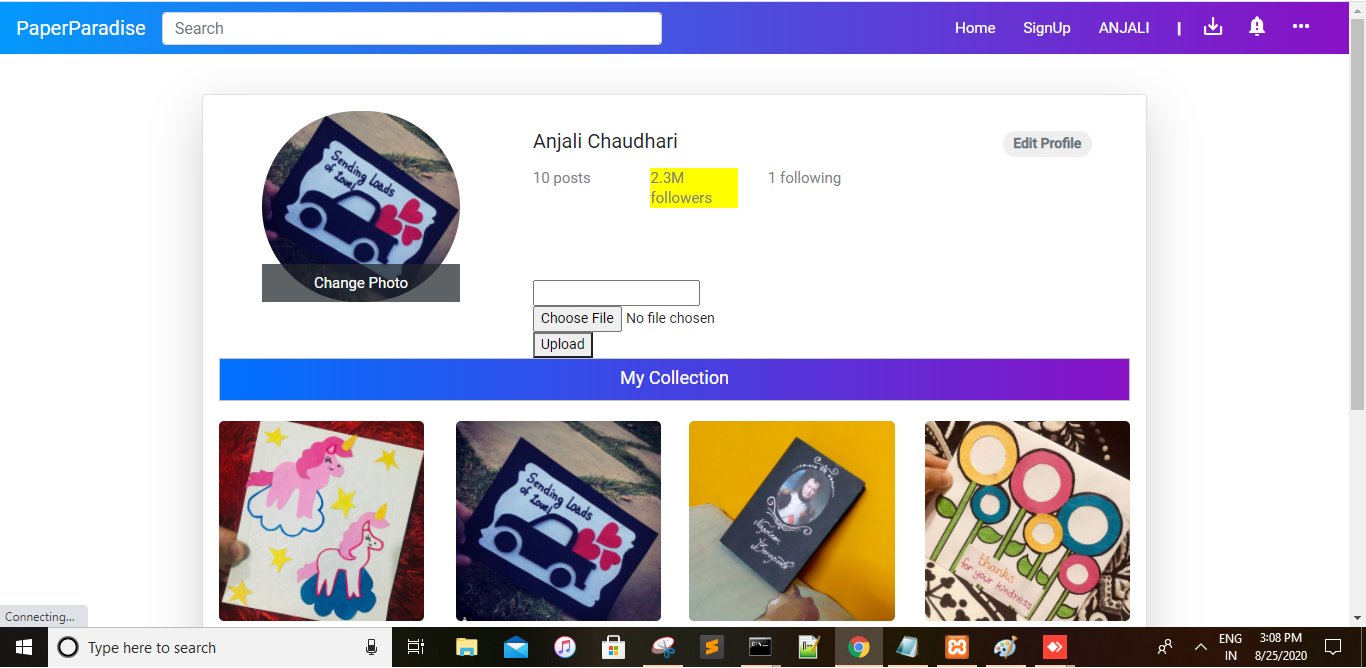 PaperParadise Search Home SignUp ANJALI |
Anjali Chaudhari Edit Profile
10 posts 2.3M followers 1 following
Sending Loads
of Love!
Change Photo
Choose File No file chosen
Upload
My Collection
Sending Loads
of Love!
Napoleon
Bonaparte
thanks
for your kindness
Connecting...
Type here to search
ENG
IN
3:08 PM
8/25/2020